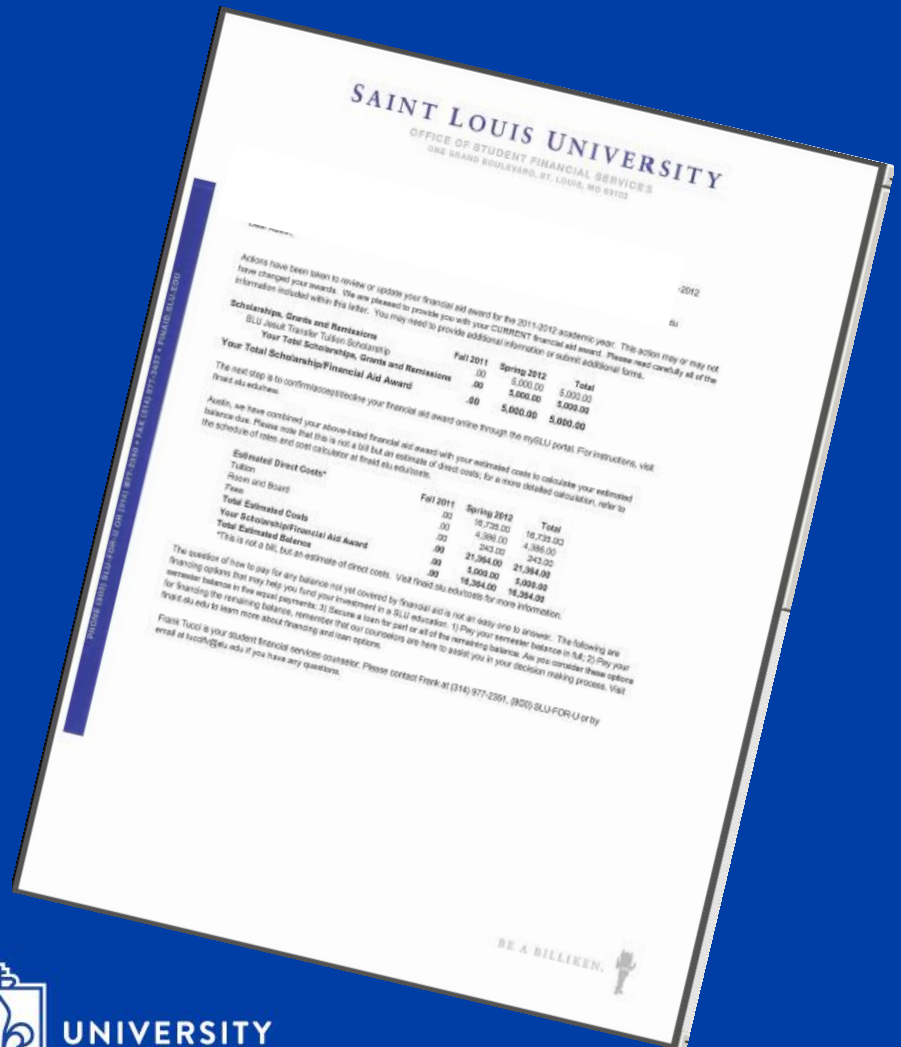 SAINT LOUIS UNIVERSITY
OFFICE OF STUDENT FINANCIAL SERVICES
ONE GRAND BOULEVARD, ST. LOUIS, MO 63103
-2012
Actions have been taken to review or update your financial aid award for the 2011-2012 academic year. This action may or may not
have changed your awards. We are pleased to provide you with your CURRENT financial aid award. Please read carefully all of the
information included within this letter. You may need to provide additional information or submit additional forms.
Fall 2011 Spring 2012 Total
Scholarships, Grants and Remissions
SLU Jesuit Transfer Tuition Scholarship .00 5,000.00 5,000.00
Your Total Scholarships, Grants and Remissions .00 5,000.00 5,000.00
Your Total Scholarship/Financial Aid Award .00 5,000.00 5,000.00
The next step is to confirm/accept/decline your financial aid award online through the mySLU portal. For instructions, visit
finaid.slu.edu/
Austin, we have combined your above-listed financial aid award with your estimated costs to calculate your estimated
balance due. Please note that this is not a bill but an estimate of direct costs; for a more detailed calculation, refer to
the schedule of rates and cost calculator at finaid.slu.edu/costs.
Estimated Direct Costs* Fall 2011 Spring 2012 Total
Tuition .00 16,735.00 16,735.00
Room and Board .00 4,386.00 4,386.00
Fees .00 243.00 243.00
Total Estimated Costs .00 21,364.00 21,364.00
Your Scholarship/Financial Aid Award .00 5,000.00 5,000.00
Total Estimated Balance .00 16,364.00 16,364.00
*This is not a bill, but an estimate of direct costs. Visit finaid.slu.edu/costs for more information.
The question of how to pay for any balance not yet covered by financial aid is not an easy one to answer. The following are
financing options that may help you fund your investment in a SLU education. 1) Pay your semester balance in full; 2) Pay your
semester balance in five equal payments; 3) Secure a loan for part or all of the remaining balance. As you consider these options
for financing the remaining balance, remember that our counselors are here to assist you in your decision making process. Visit
finaid.slu.edu to learn more about financing and loan options.
Frank Tucci is your student financial services counselor. Please contact Frank at (314) 977-2351, (800) SLU-FOR-U or by
email at if you have any questions.
PHONE (800) SLU-FOR-U OR (314) 977-2350 • FAX (314) 977-3437 • FINAID.SLU.EDU
BE A BILLIKEN.
UNIVERSITY